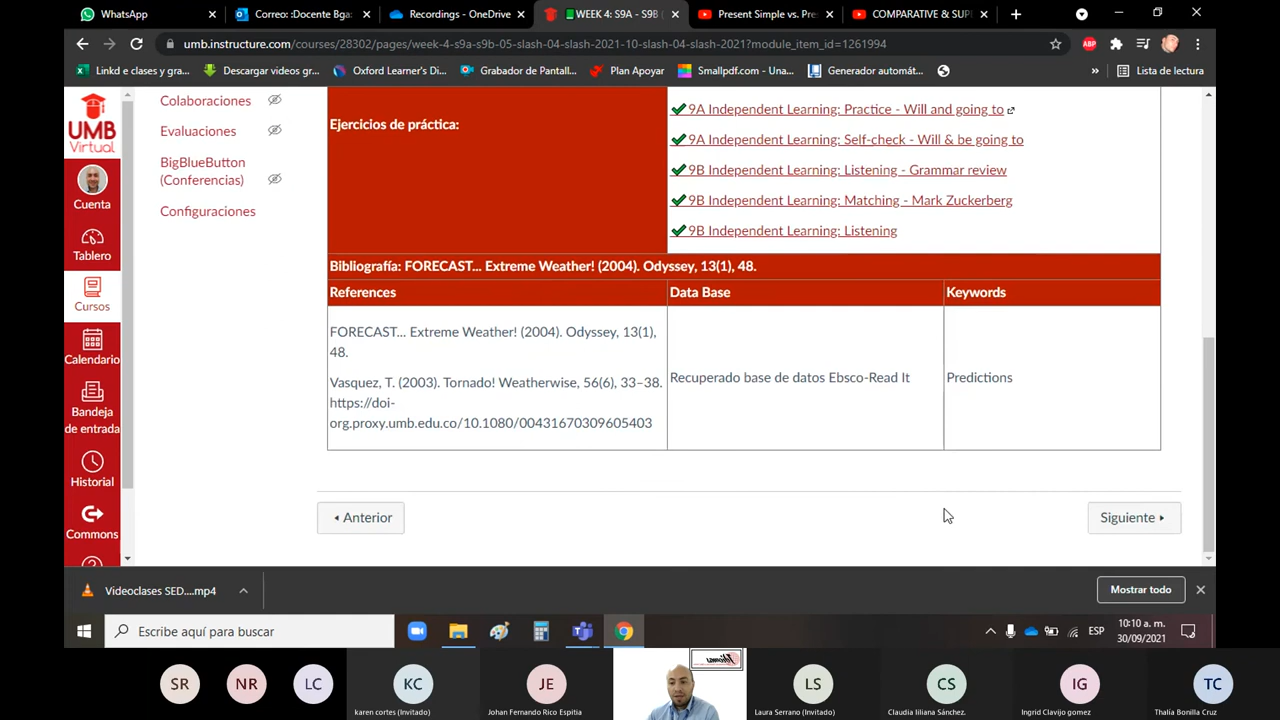 WhatsApp
Correo: :Docente Bga:
Recordings - OneDrive
WEEK 4: S9A - S9B (
Present Simple vs. Pre
COMPARATIVE & SUP
umb.instructure.com/courses/28302/pages/week-4-s9a-s9b-05-slash-04-slash-2021-10-slash-04-slash-2021?module_item_id=1261994
ABP
Linkd e clases y gra...
Descargar videos gr...
Oxford Learner's Di...
Grabador de Pantall...
Plan Apoyar
Smallpdf.com - Una...
Generador automát...
»
Lista de lectura
UMB
Virtual
Cuenta
Tablero
Cursos
Calendario
Bandeja
de entrada
Historial
Commons
Colaboraciones
Evaluaciones
BigBlueButton
(Conferencias)
Configuraciones
Ejercicios de práctica:
9A Independent Learning: Practice - Will and going to
9A Independent Learning: Self-check - Will & be going to
9B Independent Learning: Listening - Grammar review
9B Independent Learning: Matching - Mark Zuckerberg
9B Independent Learning: Listening
Bibliografía: FORECAST... Extreme Weather! (2004). Odyssey, 13(1), 48.
References Data Base Keywords
FORECAST... Extreme Weather! (2004). Odyssey, 13(1),
48.
Vasquez, T. (2003). Tornado! Weatherwise, 56(6), 33–38.
https://doi-
org.proxy.umb.edu.co/10.1080/00431670309605403
Recuperado base de datos Ebsco-Read It
Predictions
Anterior
Siguiente
Videoclases SED....mp4
Mostrar todo
Escribe aquí para buscar
ESP
10:10 a. m.
30/09/2021
SR
NR
LC
KC
karen cortes (Invitado)
JE
Johan Fernando Rico Espitia
Idiomas
LS
Laura Serrano (Invitado)
CS
Claudia liliana Sánchez.
IG
Ingrid Clavijo gomez
TC
Thalía Bonilla Cruz